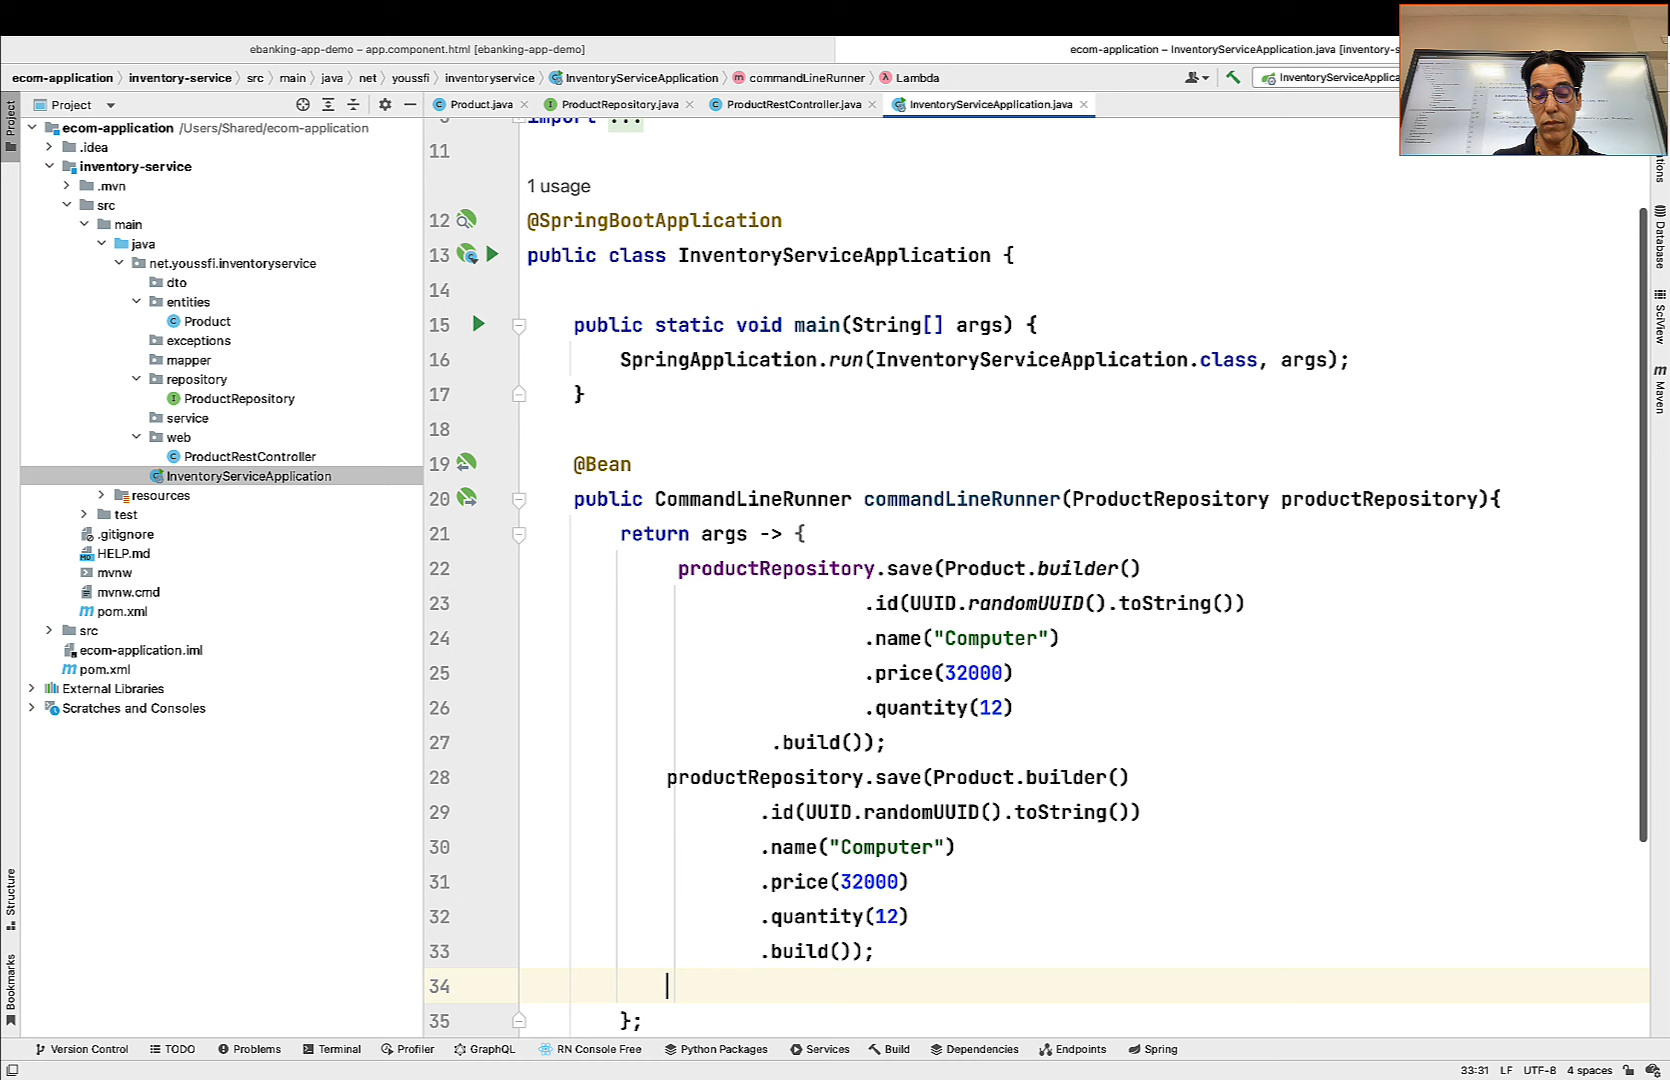 ebanking-app-demo – app.component.html [ebanking-app-demo]
ecom-application – InventoryServiceApplication.java [inventory-s
ecom-application inventory-service src main java net youssfi inventoryservice InventoryServiceApplication commandLineRunner Lambda
InventoryServiceApplica
Project
Product.java ProductRepository.java ProductRestController.java InventoryServiceApplication.java
Project
ecom-application /Users/Shared/ecom-application
.idea
inventory-service
.mvn
src
main
java
net.youssfi.inventoryservice
dto
entities
Product
exceptions
mapper
repository
ProductRepository
service
web
ProductRestController
InventoryServiceApplication
resources
test
.gitignore
HELP.md
mvnw
mvnw.cmd
pom.xml
src
ecom-application.iml
pom.xml
External Libraries
Scratches and Consoles
Structure
Bookmarks
import ...
11
1 usage
12 @SpringBootApplication
13 public class InventoryServiceApplication {
14
15 public static void main(String[] args) {
16 SpringApplication.run(InventoryServiceApplication.class, args);
17 }
18
19 @Bean
20 public CommandLineRunner commandLineRunner(ProductRepository productRepository){
21 return args -> {
22 productRepository.save(Product.builder()
23 .id(UUID.randomUUID().toString())
24 .name("Computer")
25 .price(32000)
26 .quantity(12)
27 .build());
28 productRepository.save(Product.builder()
29 .id(UUID.randomUUID().toString())
30 .name("Computer")
31 .price(32000)
32 .quantity(12)
33 .build());
34
35 };
Database
SciView
Maven
Version Control TODO Problems Terminal Profiler GraphQL RN Console Free Python Packages Services Build Dependencies Endpoints Spring
33:31 LF UTF-8 4 spaces